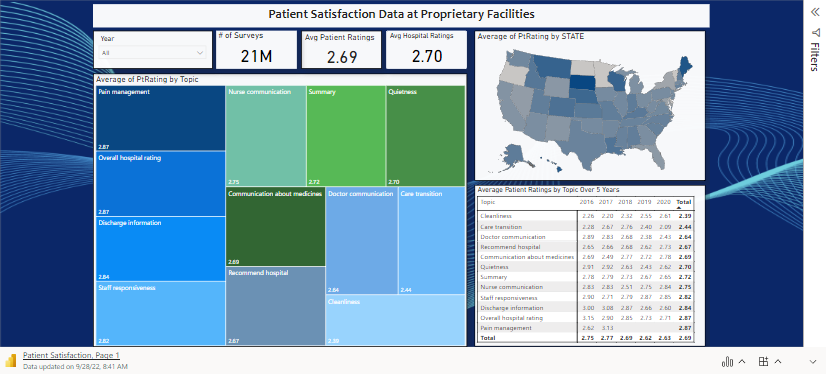 Patient Satisfaction Data at Proprietary Facilities
Year
All
# of Surveys
21M
Avg Patient Ratings
2.69
Avg Hospital Ratings
2.70
Average of PtRating by Topic
Pain management
2.87
Overall hospital rating
2.87
Discharge information
2.84
Staff responsiveness
2.82
Nurse communication
2.75
Summary
2.72
Quietness
2.70
Communication about medicines
2.69
Recommend hospital
2.67
Doctor communication
2.64
Care transition
2.44
Cleanliness
2.39
Average of PtRating by STATE
Average Patient Ratings by Topic Over 5 Years
Topic 2016 2017 2018 2019 2020 Total
Cleanliness 2.26 2.20 2.32 2.55 2.61 2.39
Care transition 2.28 2.67 2.76 2.40 2.09 2.44
Doctor communication 2.89 2.83 2.68 2.38 2.43 2.64
Recommend hospital 2.65 2.66 2.68 2.62 2.73 2.67
Communication about medicines 2.69 2.49 2.77 2.72 2.78 2.69
Quietness 2.91 2.92 2.63 2.43 2.62 2.70
Summary 2.78 2.79 2.73 2.67 2.65 2.72
Nurse communication 2.83 2.83 2.51 2.75 2.84 2.75
Staff responsiveness 2.90 2.71 2.79 2.87 2.85 2.82
Discharge information 3.00 3.08 2.87 2.66 2.60 2.84
Overall hospital rating 3.15 2.90 2.85 2.73 2.71 2.87
Pain management 2.62 3.13 2.87
Total 2.75 2.77 2.69 2.62 2.63 2.69
Filters
Patient Satisfaction, Page 1
Data updated on 9/28/22, 8:41 AM